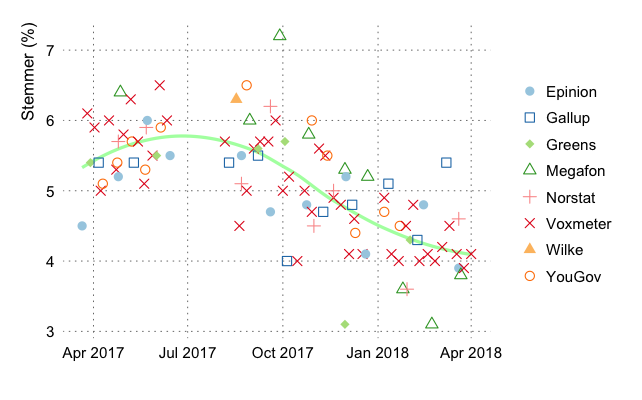 Stemmer (%)
7
6
5
4
3
Apr 2017 Jul 2017 Oct 2017 Jan 2018 Apr 2018
Epinion
Gallup
Greens
Megafon
Norstat
Voxmeter
Wilke
YouGov